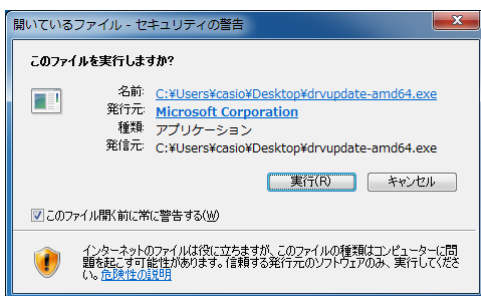 開いているファイル - セキュリティの警告
このファイルを実行しますか?
名前: C:¥Users¥casio¥Desktop¥drvupdate-amd64.exe
発行元: Microsoft Corporation
種類: アプリケーション
発信元: C:¥Users¥casio¥Desktop¥drvupdate-amd64.exe
実行(R) キャンセル
このファイル開く前に常に警告する(W)
インターネットのファイルは役に立ちますが、このファイルの種類はコンピューターに問
題を起こす可能性があります。信頼する発行元のソフトウェアのみ、実行してくださ
い。危険性の説明